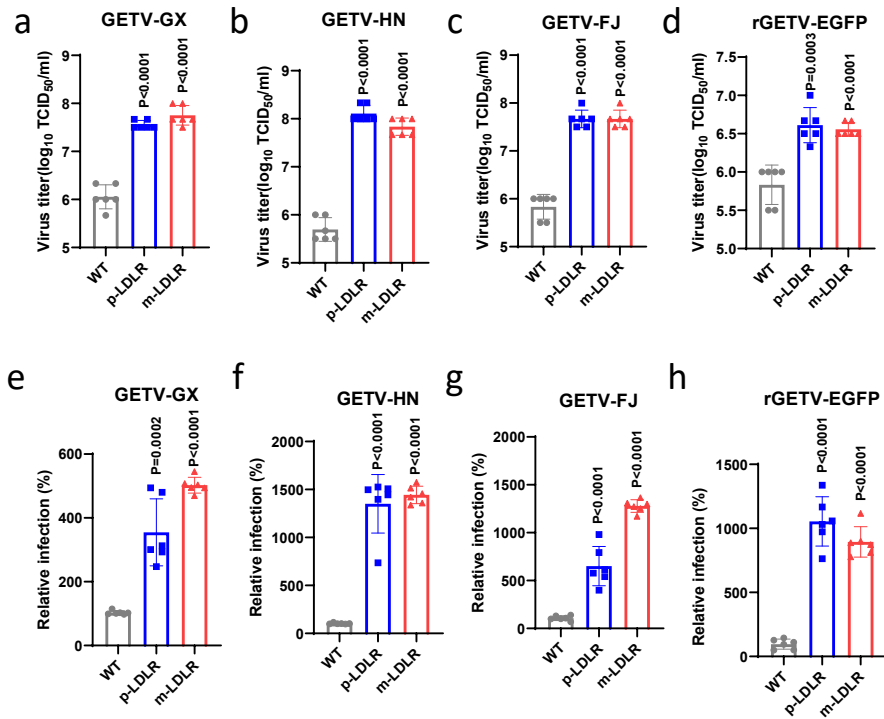 a
GETV-GX
Virus titer(log10 TCID50/ml)
8
7
6
5
P<0.0001
P<0.0001
WT
p-LDLR
m-LDLR
b
GETV-HN
Virus titer(log10 TCID50/ml)
9
8
7
6
5
P<0.0001
P<0.0001
WT
p-LDLR
m-LDLR
c
GETV-FJ
Virus titer(log10 TCID50/ml)
9
8
7
6
5
P<0.0001
P<0.0001
WT
p-LDLR
m-LDLR
d
rGETV-EGFP
Virus titer(log10 TCID50/ml)
7.5
7.0
6.5
6.0
5.5
5.0
P=0.0003
P<0.0001
WT
p-LDLR
m-LDLR
e
GETV-GX
Relative infection (%)
600
400
200
0
P=0.0002
P<0.0001
WT
p-LDLR
m-LDLR
f
GETV-HN
Relative infection (%)
2000
1500
1000
500
0
P<0.0001
P<0.0001
WT
p-LDLR
m-LDLR
g
GETV-FJ
Relative infection (%)
2000
1500
1000
500
0
P<0.0001
P<0.0001
WT
p-LDLR
m-LDLR
h
rGETV-EGFP
Relative infection (%)
1500
1000
500
0
P<0.0001
P<0.0001
WT
p-LDLR
m-LDLR